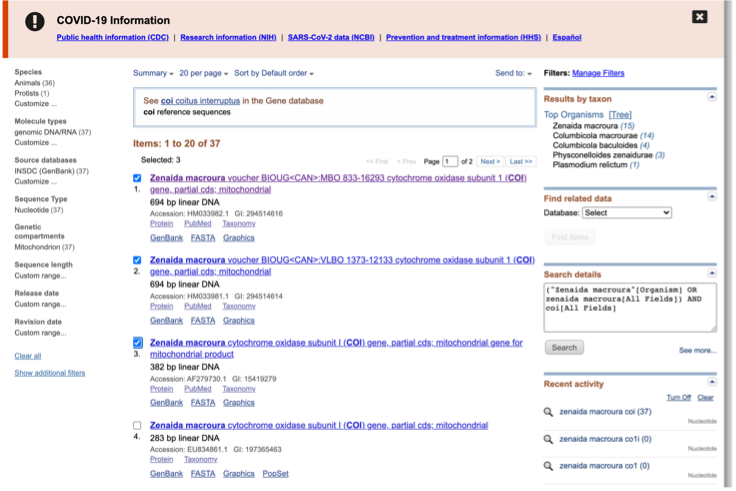 COVID-19 Information
Public health information (CDC) | Research information (NIH) | SARS-CoV-2 data (NCBI) | Prevention and treatment information (HHS) | Español
Species
Animals (36)
Protists (1)
Customize ...
Molecule types
genomic DNA/RNA (37)
Customize ...
Source databases
INSDC (GenBank) (37)
Customize ...
Sequence Type
Nucleotide (37)
Genetic
compartments
Mitochondrion (37)
Sequence length
Custom range...
Release date
Custom range...
Revision date
Custom range...
Clear all
Show additional filters
Summary 20 per page Sort by Default order Send to:
See coi coitus interruptus in the Gene database
coi reference sequences
Items: 1 to 20 of 37
Selected: 3
<< First < Prev Page 1 of 2 Next > Last >>
Zenaida macroura voucher BIOUG<CAN>:MBO 833-16293 cytochrome oxidase subunit 1 (COI)
1. gene, partial cds; mitochondrial
694 bp linear DNA
Accession: HM033982.1 GI: 294514616
Protein PubMed Taxonomy
GenBank FASTA Graphics
Zenaida macroura voucher BIOUG<CAN>:VLBO 1373-12133 cytochrome oxidase subunit 1 (COI)
2. gene, partial cds; mitochondrial
694 bp linear DNA
Accession: HM033981.1 GI: 294514614
Protein PubMed Taxonomy
GenBank FASTA Graphics
Zenaida macroura cytochrome oxidase subunit I (COI) gene, partial cds; mitochondrial gene for
3. mitochondrial product
382 bp linear DNA
Accession: AF279730.1 GI: 15419279
Protein PubMed Taxonomy
GenBank FASTA Graphics
Zenaida macroura cytochrome oxidase subunit I (COI) gene, partial cds; mitochondrial
4. 283 bp linear DNA
Accession: EU834861.1 GI: 197365463
Protein Taxonomy
GenBank FASTA Graphics PopSet
Filters: Manage Filters
Results by taxon
Top Organisms [Tree]
Zenaida macroura (15)
Columbicola macrourae (14)
Columbicola baculoides (4)
Physconelloides zenaidurae (3)
Plasmodium relictum (1)
Find related data
Database: Select
Find items
Search details
("Zenaida macroura"[Organism] OR
zenaida macroura[All Fields]) AND
coi[All Fields]
Search
See more...
Recent activity
Turn Off Clear
zenaida macroura coi (37)
Nucleotide
zenaida macroura co1i (0)
Nucleotide
zenaida macroura co1 (0)
Nucleotide